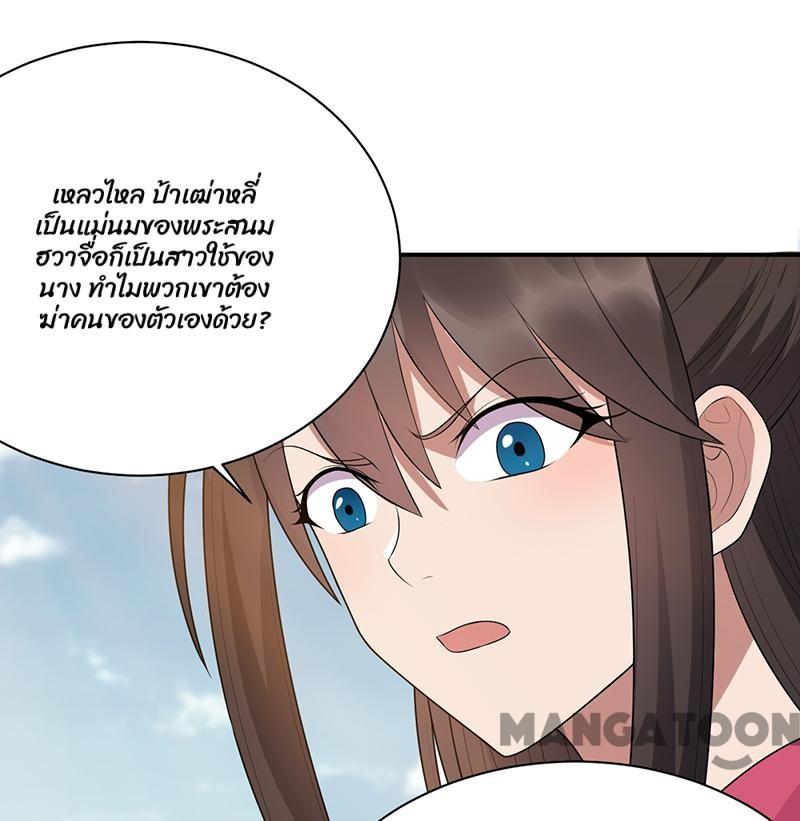 เหลวไหล ป้าเฒ่าหลี่
เป็นแม่นมของพระสนม
ฮวาจื่อก็เป็นสาวใช้ของ
นาง ทำไมพวกเขาต้อง
ฆ่าคนของตัวเองด้วย?
MANGATOON